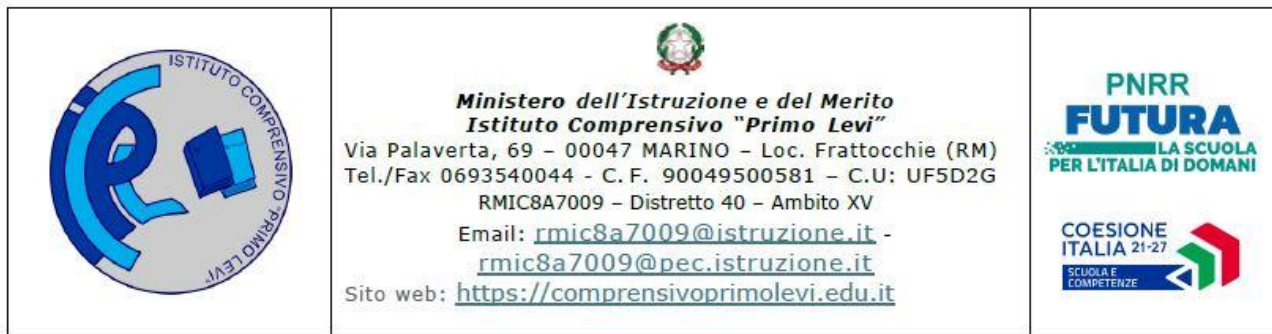 ISTITUTO COMPRENSIVO "PRIMO LEVI"
Ministero dell'Istruzione e del Merito
Istituto Comprensivo "Primo Levi"
Via Palaverta, 69 – 00047 MARINO – Loc. Frattocchie (RM)
Tel./Fax 0693540044 - C. F. 90049500581 – C.U: UF5D2G
RMIC8A7009 – Distretto 40 – Ambito XV
Email: rmic8a7009@istruzione.it -
rmic8a7009@pec.istruzione.it
Sito web: https://comprensivoprimolevi.edu.it
PNRR
FUTURA
LA SCUOLA
PER L'ITALIA DI DOMANI
COESIONE
ITALIA 21-27
SCUOLA E
COMPETENZE